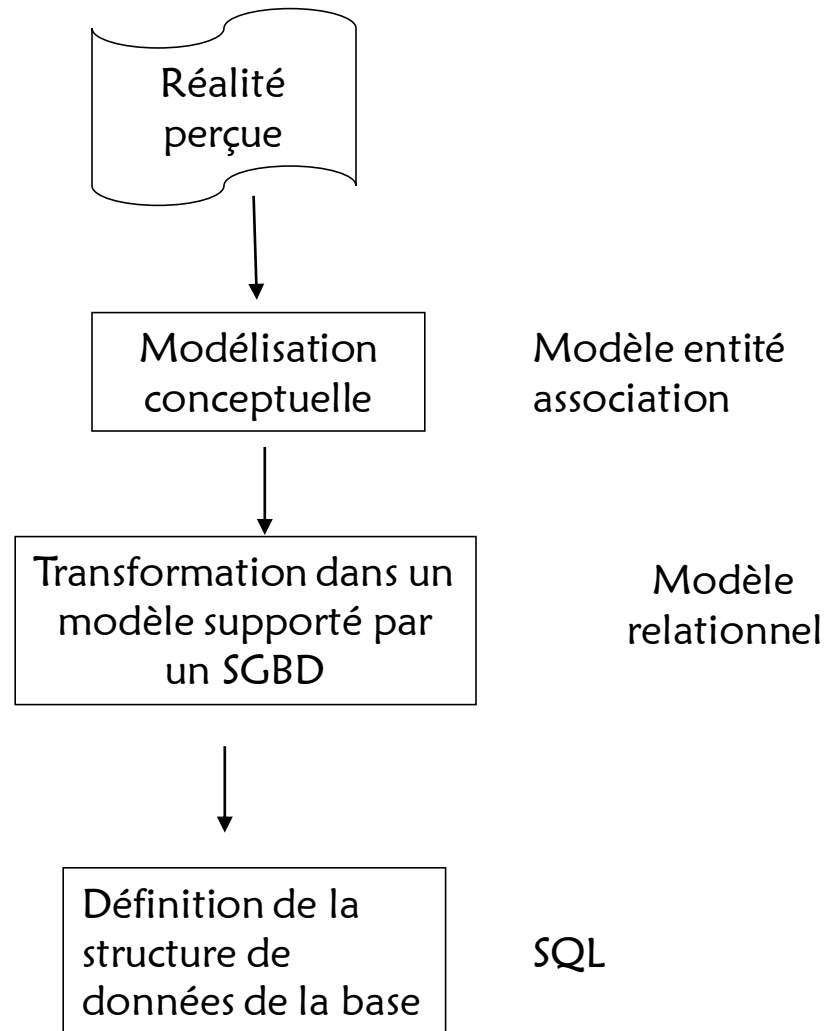 Réalité
perçue
Modélisation
conceptuelle
Modèle entité
association
Transformation dans un
modèle supporté par
un SGBD
Modèle
relationnel
Définition de la
structure de
données de la base
SQL